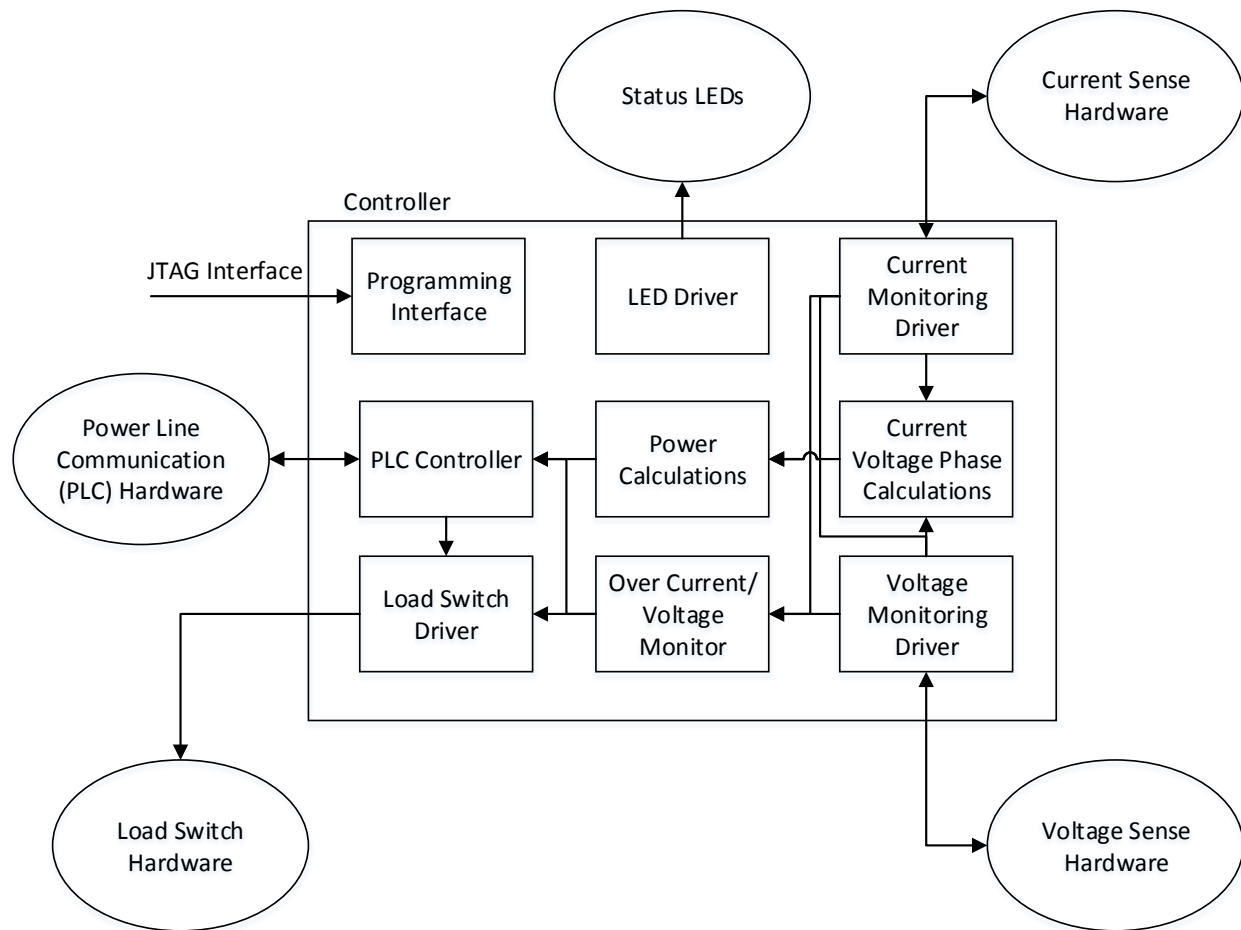 Status LEDs
Current Sense
Hardware
Controller
JTAG Interface
Programming
Interface
LED Driver
Current
Monitoring
Driver
Power Line
Communication
(PLC) Hardware
PLC Controller
Power
Calculations
Current
Voltage Phase
Calculations
Load Switch
Driver
Over Current/
Voltage
Monitor
Voltage
Monitoring
Driver
Load Switch
Hardware
Voltage Sense
Hardware